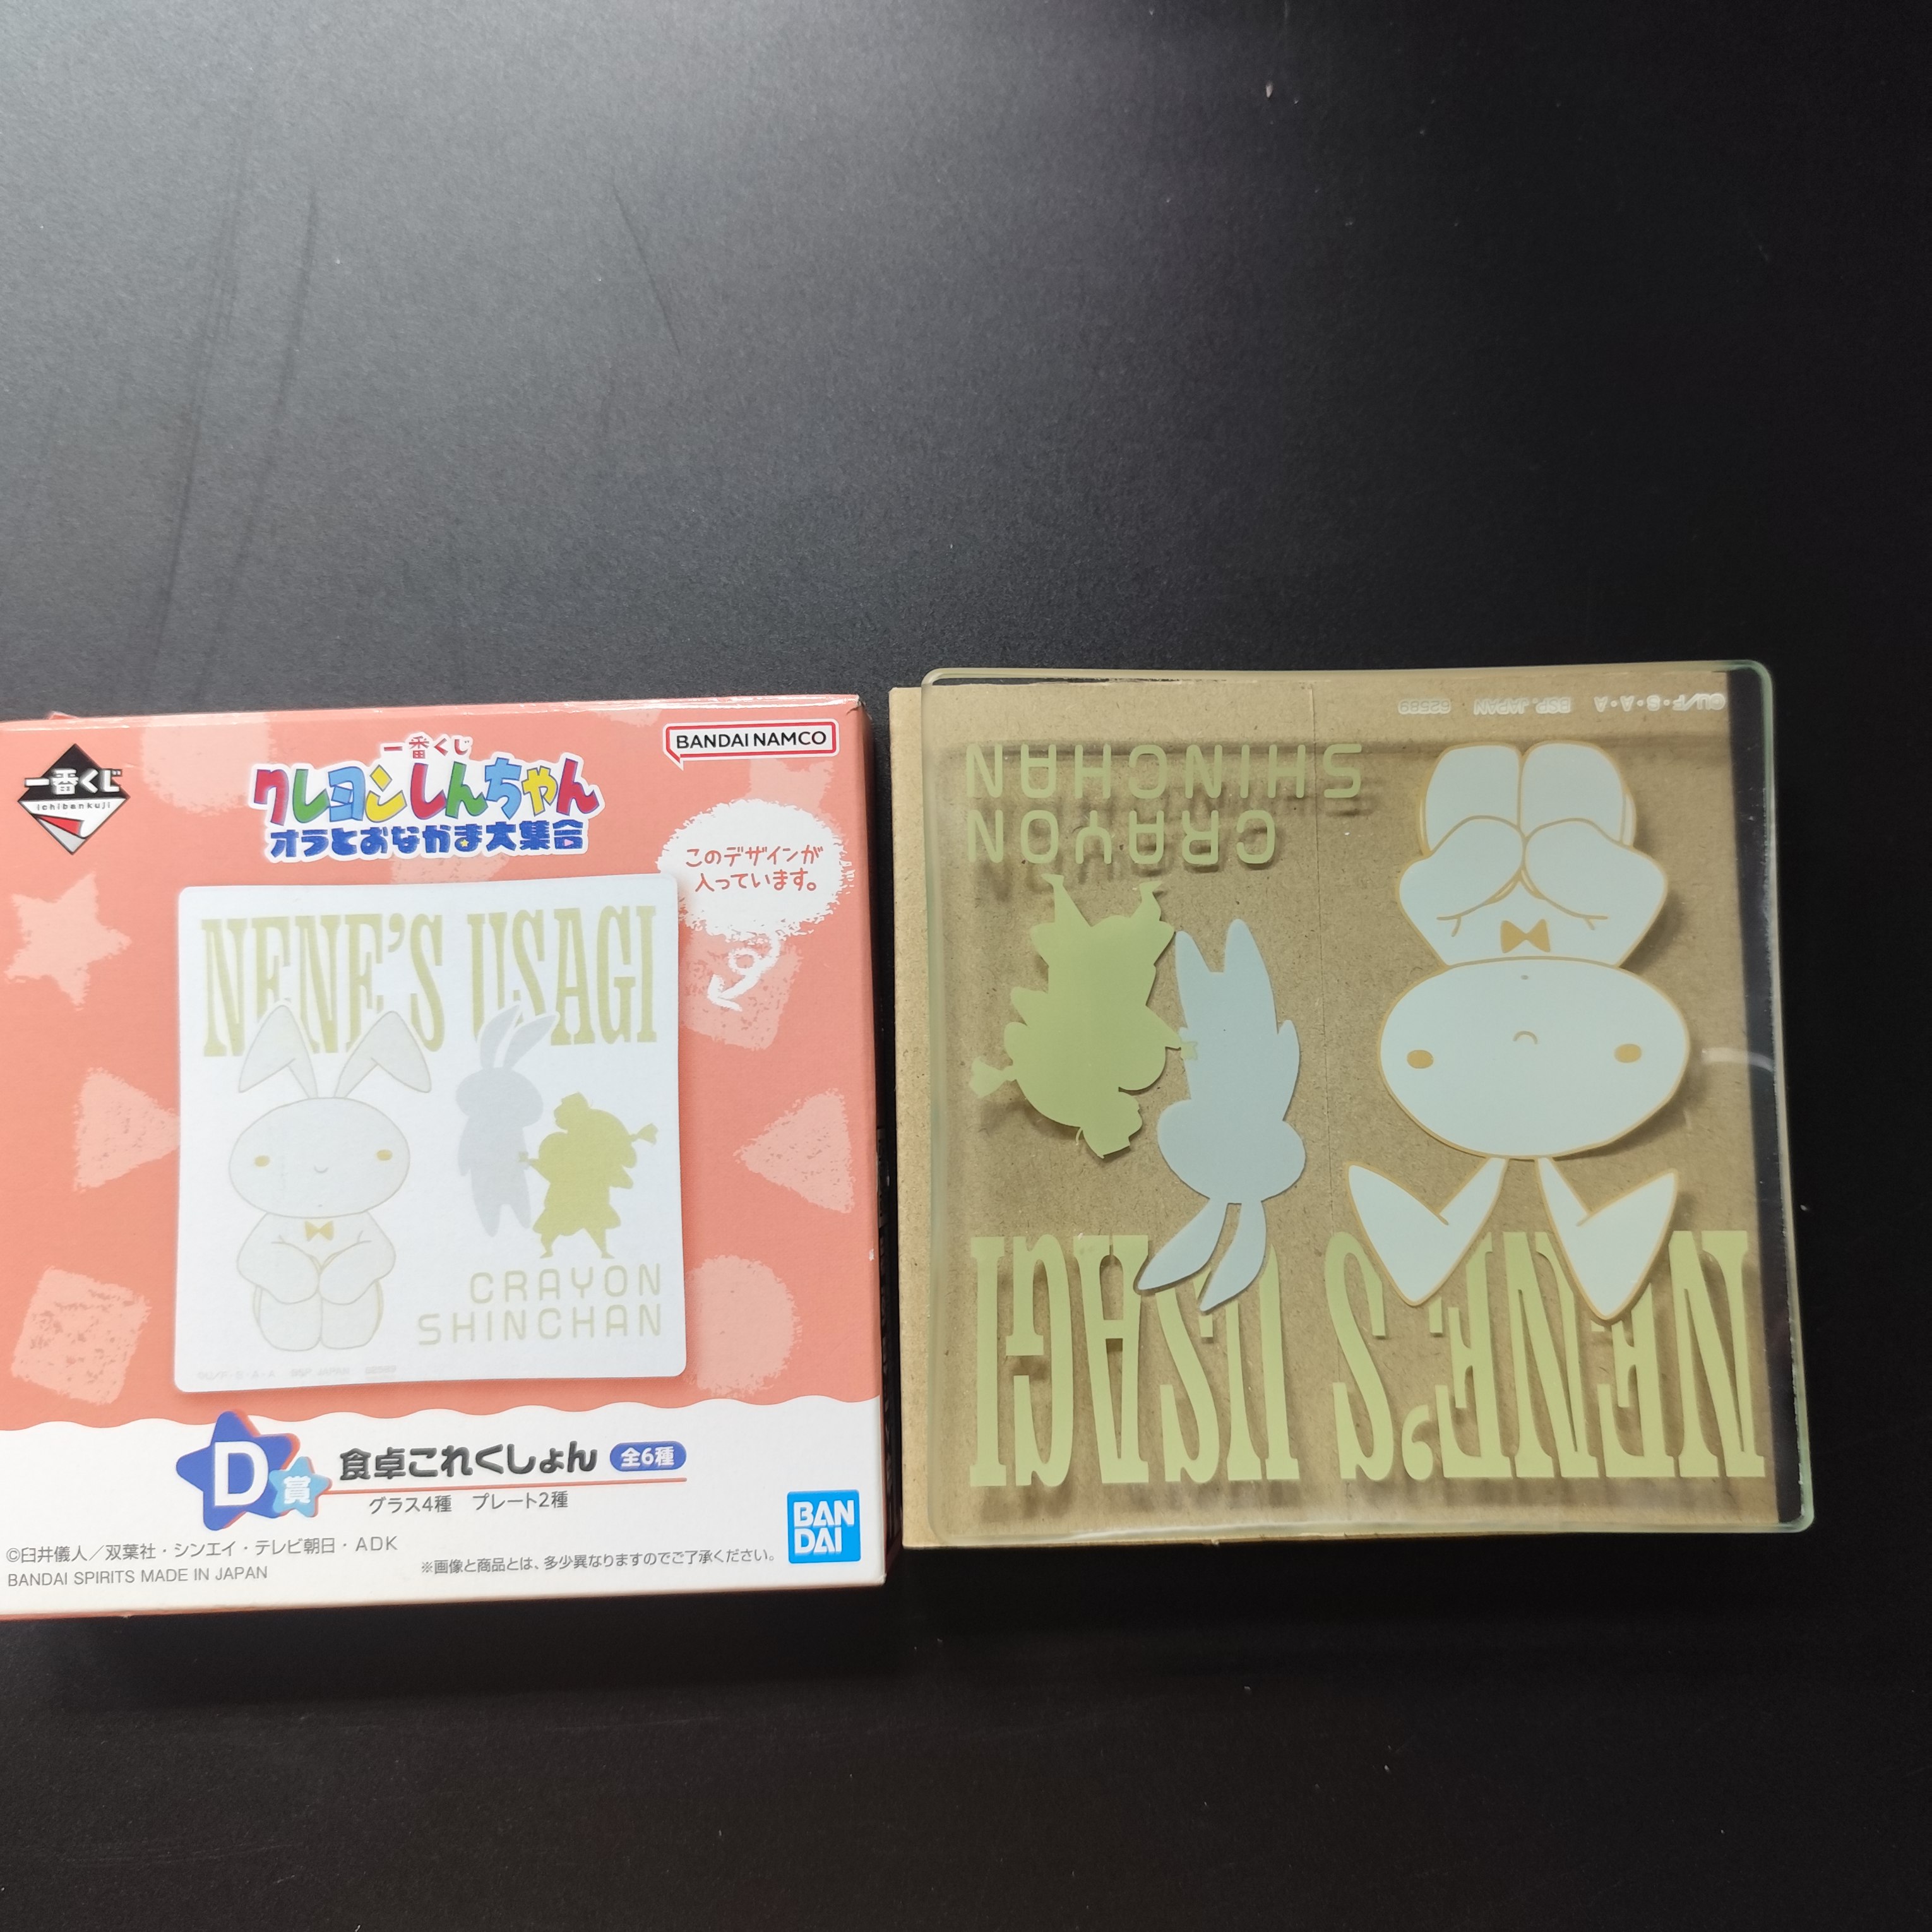 一番くじ
ichibankuji
一番くじ
クレヨンしんちゃん
オラとおなかま大集合
BANDAI NAMCO
このデザインが
入っています。
NENE'S USAGI
CRAYON
SHINCHAN
D賞
食卓これくしょん 全6種
グラス4種 プレート2種
©臼井儀人／双葉社・シンエイ・テレビ朝日・ADK
BANDAI SPIRITS MADE IN JAPAN
※画像と商品とは、多少異なりますのでご了承ください。
BAN
DAI
NENE'S USAGI
CRAYON
SHINCHAN
©U/F・S・A・A BSP, JAPAN 82589